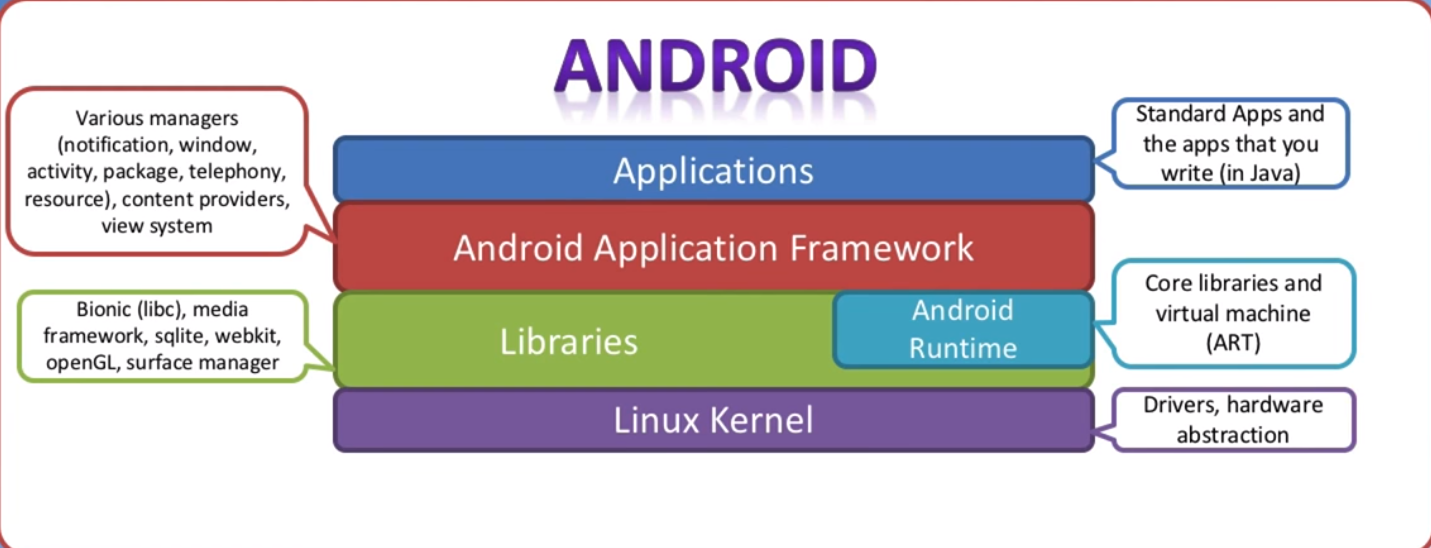 ANDROID
Various managers
(notification, window,
activity, package, telephony,
resource), content providers,
view system
Applications
Standard Apps and
the apps that you
write (in Java)
Android Application Framework
Bionic (libc), media
framework, sqlite, webkit,
openGL, surface manager
Libraries
Android
Runtime
Core libraries and
virtual machine
(ART)
Linux Kernel
Drivers, hardware
abstraction